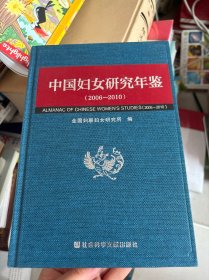 中国妇女研究年鉴
(2006—2010)
ALMANAC OF CHINESE WOMEN'S STUDIES (2006—2010)
全国妇联妇女研究所 编
社会科学文献出版社